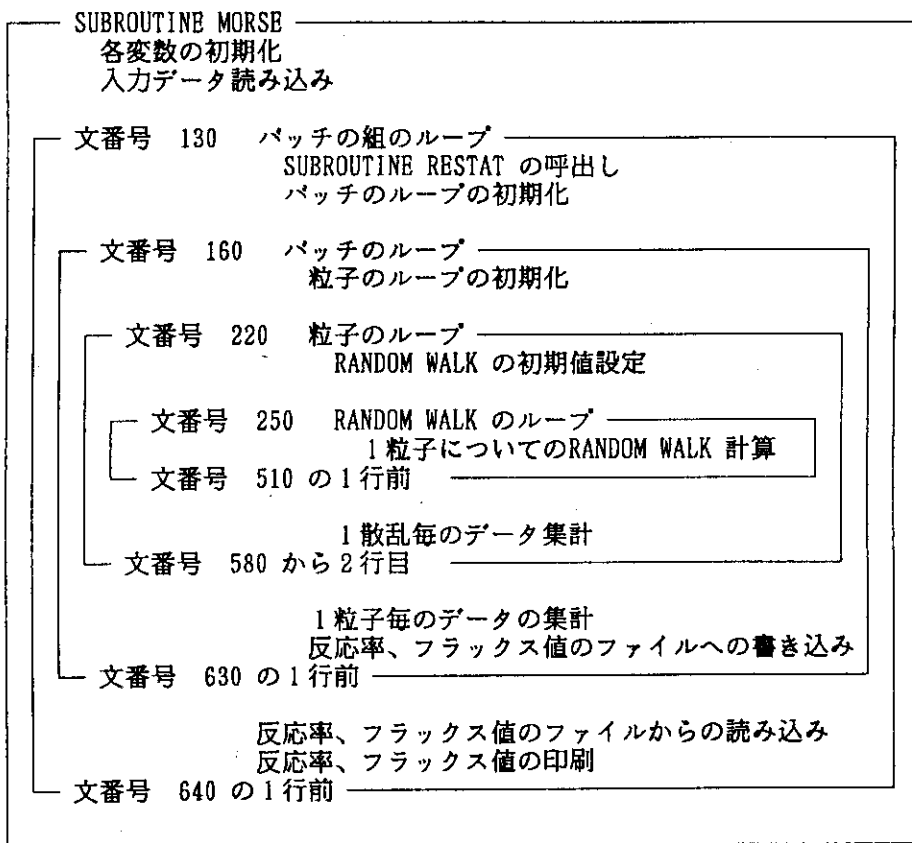 SUBROUTINE MORSE
各変数の初期化
入力データ読み込み
文番号 130 バッチの組のループ
SUBROUTINE RESTAT の呼出し
バッチのループの初期化
文番号 160 バッチのループ
粒子のループの初期化
文番号 220 粒子のループ
RANDOM WALK の初期値設定
文番号 250 RANDOM WALK のループ
1粒子についてのRANDOM WALK 計算
文番号 510 の1行前
1散乱毎のデータ集計
文番号 580 から2行目
1粒子毎のデータの集計
反応率、フラックス値のファイルへの書き込み
文番号 630 の1行前
反応率、フラックス値のファイルからの読み込み
反応率、フラックス値の印刷
文番号 640 の1行前